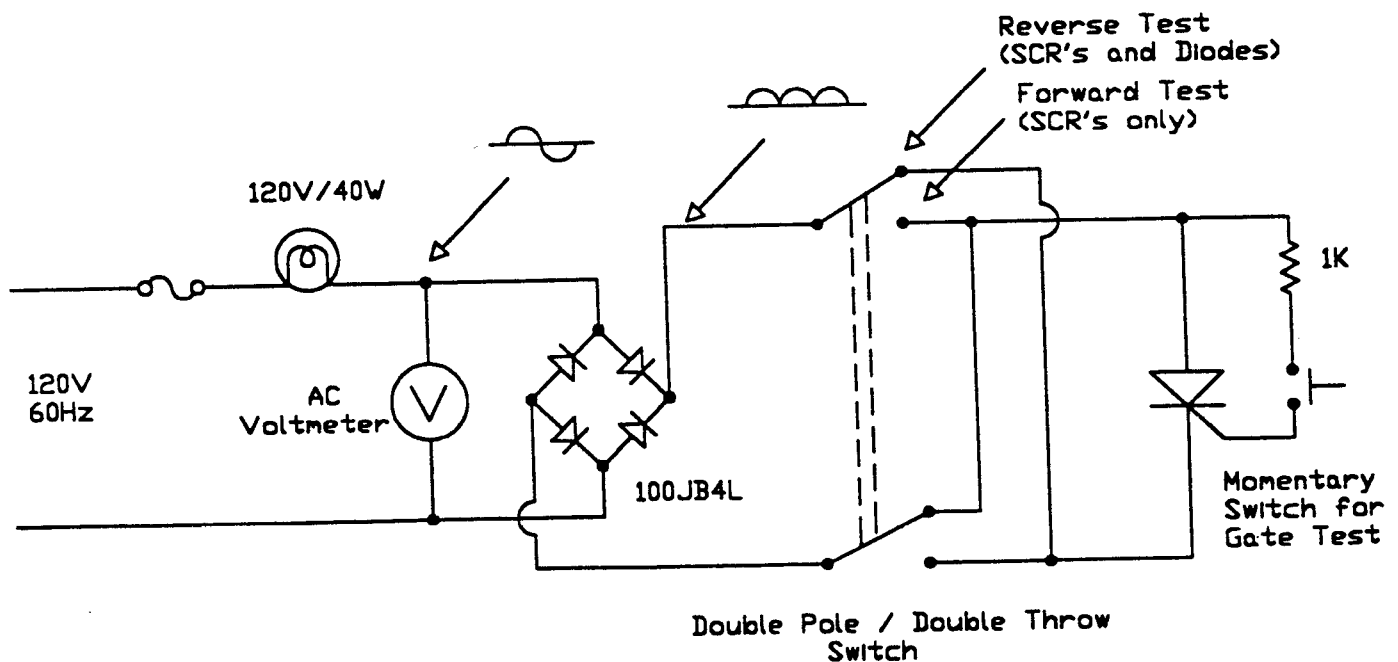 Reverse Test
(SCR's and Diodes)
Forward Test
(SCR's only)
120V/40W
1K
120V
60Hz
AC
Voltmeter
V
100JB4L
Momentary
Switch for
Gate Test
Double Pole / Double Throw
Switch